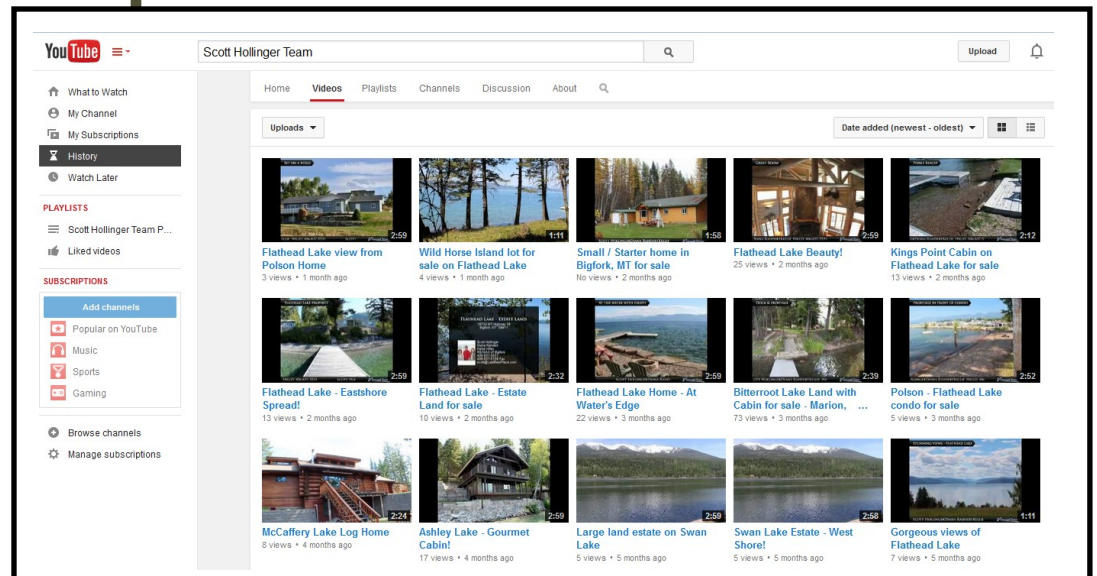 YouTube
Scott Hollinger Team
Upload
What to Watch
My Channel
My Subscriptions
History
Watch Later
PLAYLISTS
Scott Hollinger Team P...
Liked videos
SUBSCRIPTIONS
Add channels
Popular on YouTube
Music
Sports
Gaming
Browse channels
Manage subscriptions
Home Videos Playlists Channels Discussion About
Uploads
Date added (newest - oldest)
2:59
Flathead Lake view from
Polson Home
3 views • 1 month ago
1:11
Wild Horse Island lot for
sale on Flathead Lake
4 views • 1 month ago
1:58
Small / Starter home in
Bigfork, MT for sale
No views • 2 months ago
GREAT ROOM
2:59
Flathead Lake Beauty!
25 views • 2 months ago
2:12
Kings Point Cabin on
Flathead Lake for sale
13 views • 2 months ago
2:59
Flathead Lake - Eastshore
Spread!
13 views • 2 months ago
FLATHEAD LAKE - ESTATE LAND
2:32
Flathead Lake - Estate
Land for sale
10 views • 2 months ago
2:59
Flathead Lake Home - At
Water's Edge
22 views • 3 months ago
2:39
Bitterroot Lake Land with
Cabin for sale - Marion, ...
73 views • 3 months ago
2:52
Polson - Flathead Lake
condo for sale
5 views • 3 months ago
2:24
McCaffery Lake Log Home
8 views • 4 months ago
2:59
Ashley Lake - Gourmet
Cabin!
17 views • 4 months ago
2:59
Large land estate on Swan
Lake
5 views • 5 months ago
2:58
Swan Lake Estate - West
Shore!
5 views • 5 months ago
1:11
Gorgeous views of
Flathead Lake
7 views • 5 months ago